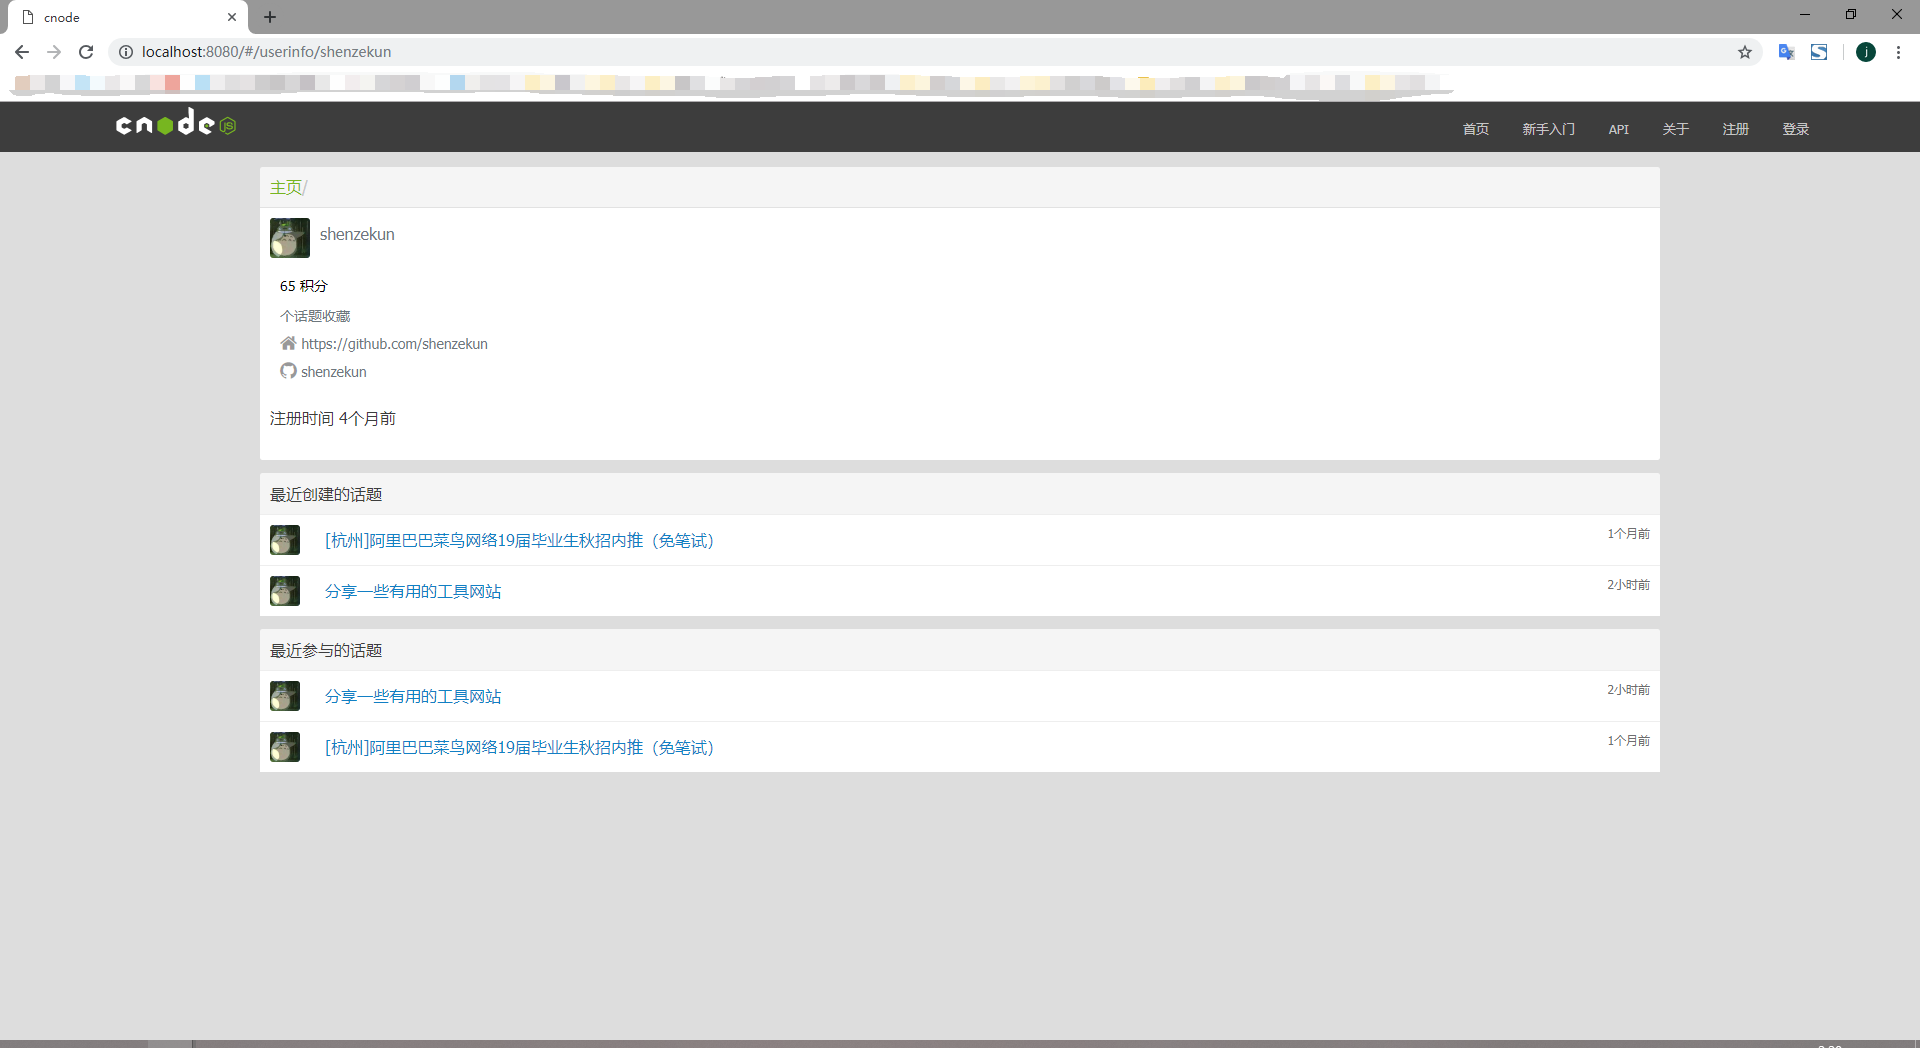 cnode
localhost:8080/#/userinfo/shenzekun
j
cnode JS
首页 新手入门 API 关于 注册 登录
主页/
shenzekun
65 积分
个话题收藏
https://github.com/shenzekun
shenzekun
注册时间 4个月前
最近创建的话题
[杭州]阿里巴巴菜鸟网络19届毕业生秋招内推（免笔试） 1个月前
分享一些有用的工具网站 2小时前
最近参与的话题
分享一些有用的工具网站 2小时前
[杭州]阿里巴巴菜鸟网络19届毕业生秋招内推（免笔试） 1个月前